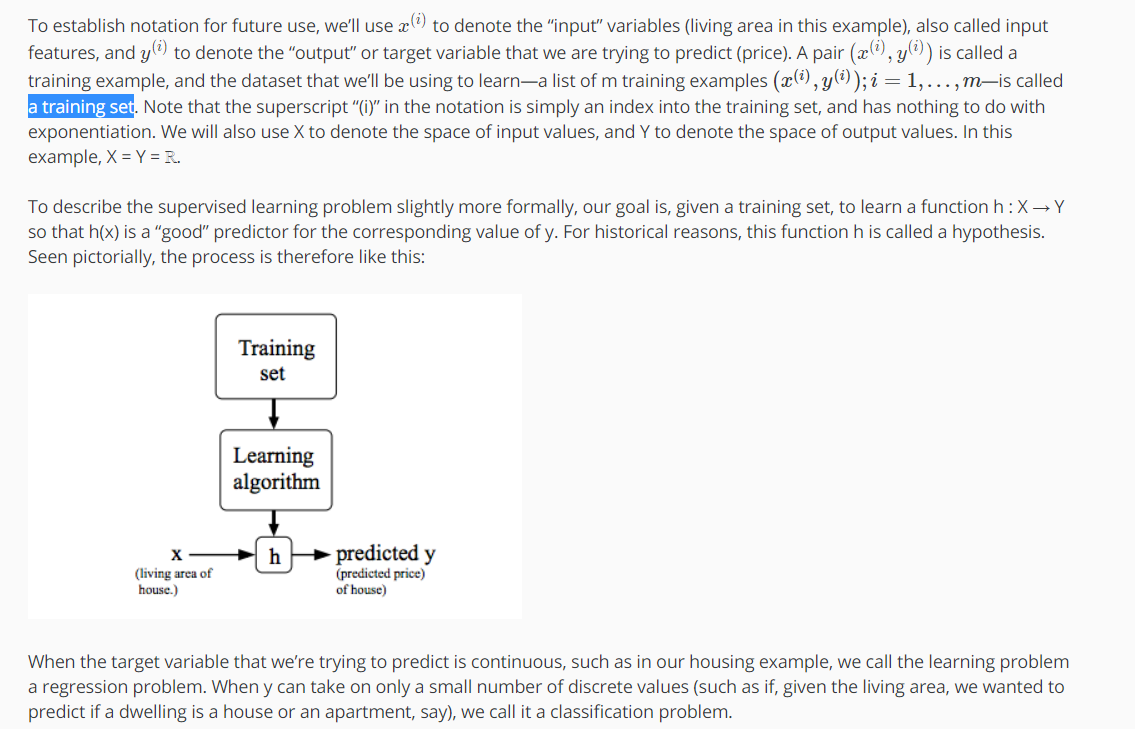 To establish notation for future use, we'll use x⁽ⁱ⁾ to denote the “input” variables (living area in this example), also called input
features, and y⁽ⁱ⁾ to denote the “output” or target variable that we are trying to predict (price). A pair (x⁽ⁱ⁾, y⁽ⁱ⁾) is called a
training example, and the dataset that we'll be using to learn—a list of m training examples (x⁽ⁱ⁾, y⁽ⁱ⁾); i = 1, . . . , m—is called
a training set. Note that the superscript “(i)” in the notation is simply an index into the training set, and has nothing to do with
exponentiation. We will also use X to denote the space of input values, and Y to denote the space of output values. In this
example, X = Y = ℝ.
To describe the supervised learning problem slightly more formally, our goal is, given a training set, to learn a function h : X → Y
so that h(x) is a “good” predictor for the corresponding value of y. For historical reasons, this function h is called a hypothesis.
Seen pictorially, the process is therefore like this:
Training
set
Learning
algorithm
x h predicted y
(living area of (predicted price)
house.) of house)
When the target variable that we're trying to predict is continuous, such as in our housing example, we call the learning problem
a regression problem. When y can take on only a small number of discrete values (such as if, given the living area, we wanted to
predict if a dwelling is a house or an apartment, say), we call it a classification problem.